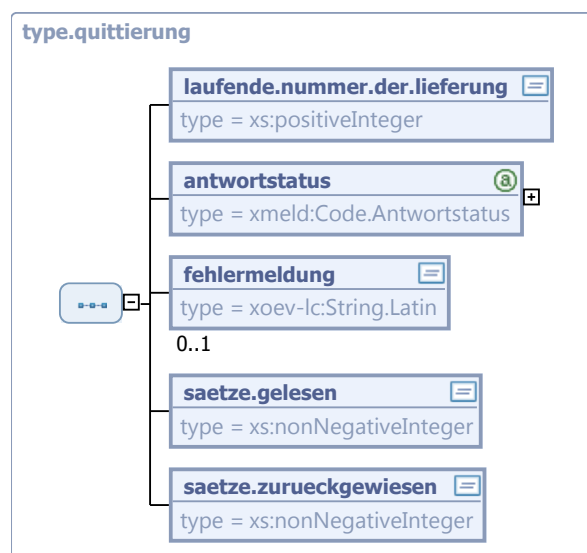 type.quittierung
laufende.nummer.der.lieferung
type = xs:positiveInteger
antwortstatus
type = xmeld:Code.Antwortstatus
fehlermeldung
type = xoev-lc:String.Latin
0..1
saetze.gelesen
type = xs:nonNegativeInteger
saetze.zurueckgewiesen
type = xs:nonNegativeInteger